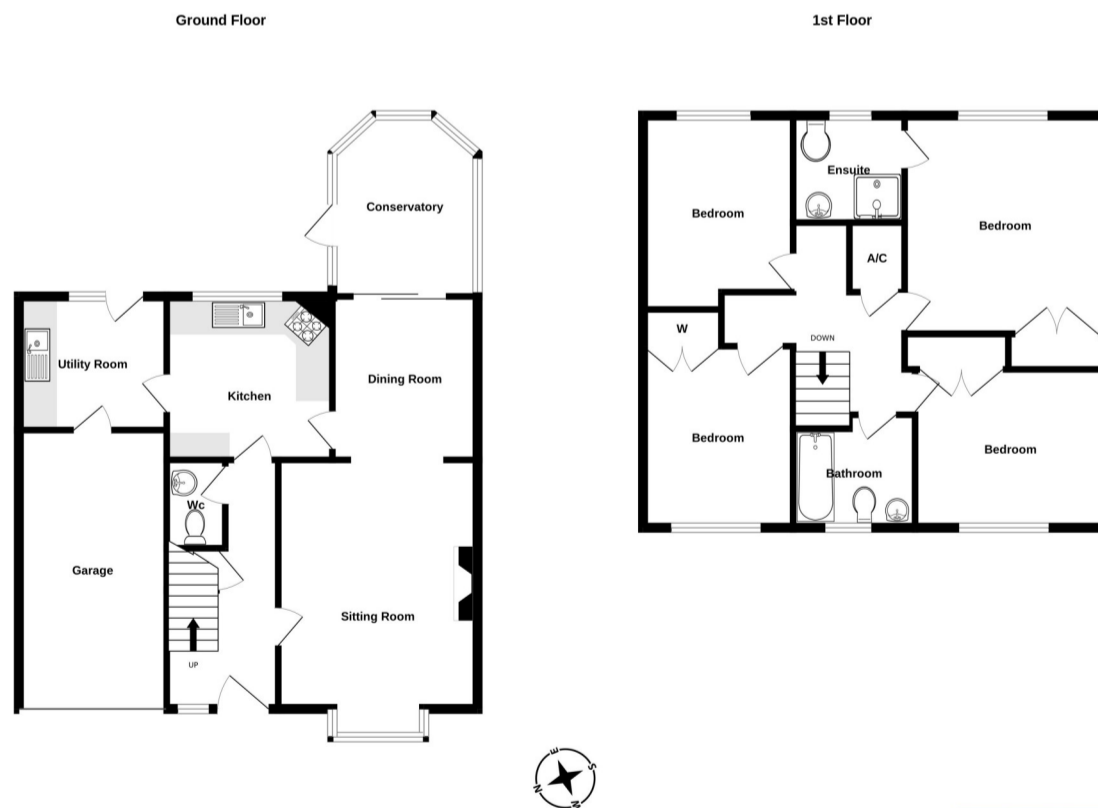 Ground Floor
1st Floor
Conservatory
Utility Room
Kitchen
Dining Room
Wc
Garage
Sitting Room
UP
Bedroom
Ensuite
Bedroom
A/C
W
DOWN
Bedroom
Bathroom
Bedroom
E
S
N
W